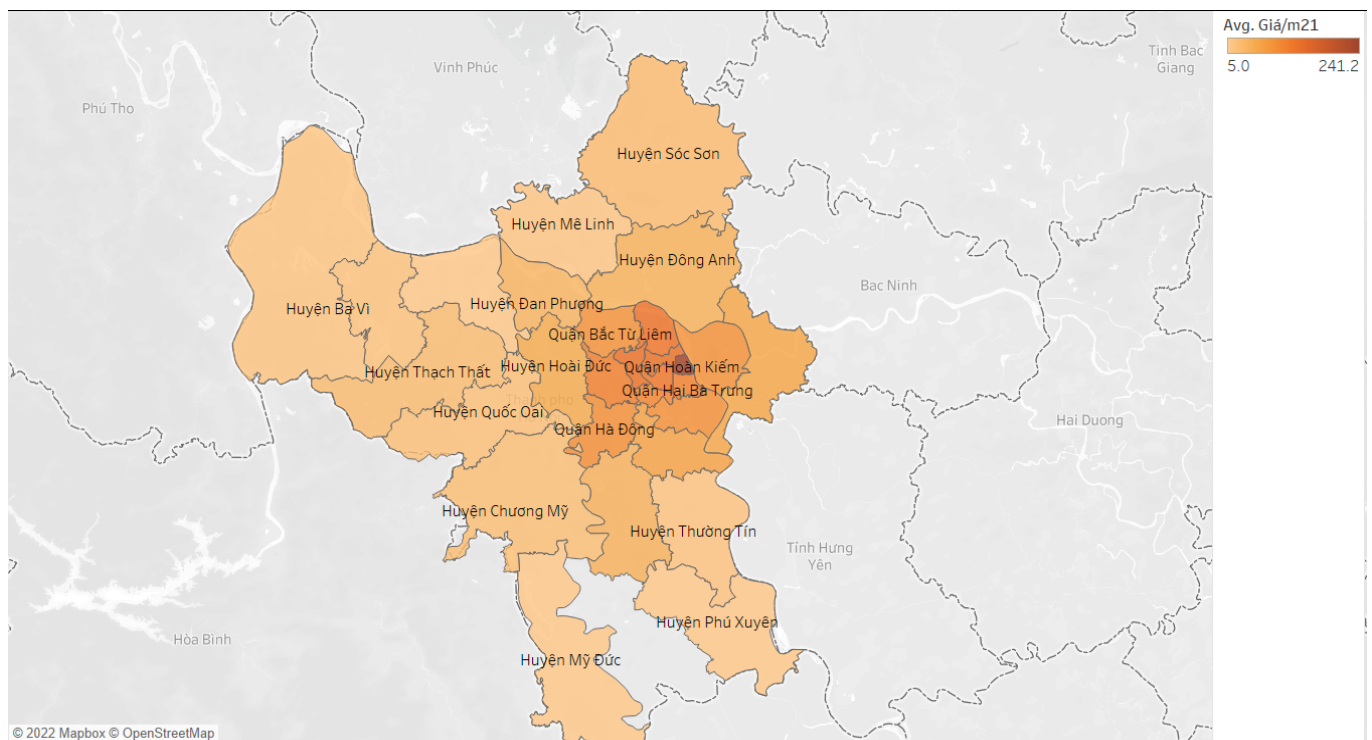 Avg. Giá/m21
5.0 241.2
Tinh Bac
Giang
Vinh Phúc
Phú Tho
Huyện Sóc Sơn
Huyện Mê Linh
Huyện Đông Anh
Bac Ninh
Huyện Ba Vì
Huyện Đan Phượng
Quận Bắc Từ Liêm
Huyện Thạch Thất
Huyện Hoài Đức
Quận Hoàn Kiếm
Quận Hai Bà Trưng
Thanh pho
Huyện Quốc Oai
Quận Hà Đông
Hai Duong
Huyện Chương Mỹ
Huyện Thường Tín
Tỉnh Hưng
Yên
Huyện Phú Xuyên
Hòa Bình
Huyện Mỹ Đức
© 2022 Mapbox © OpenStreetMap